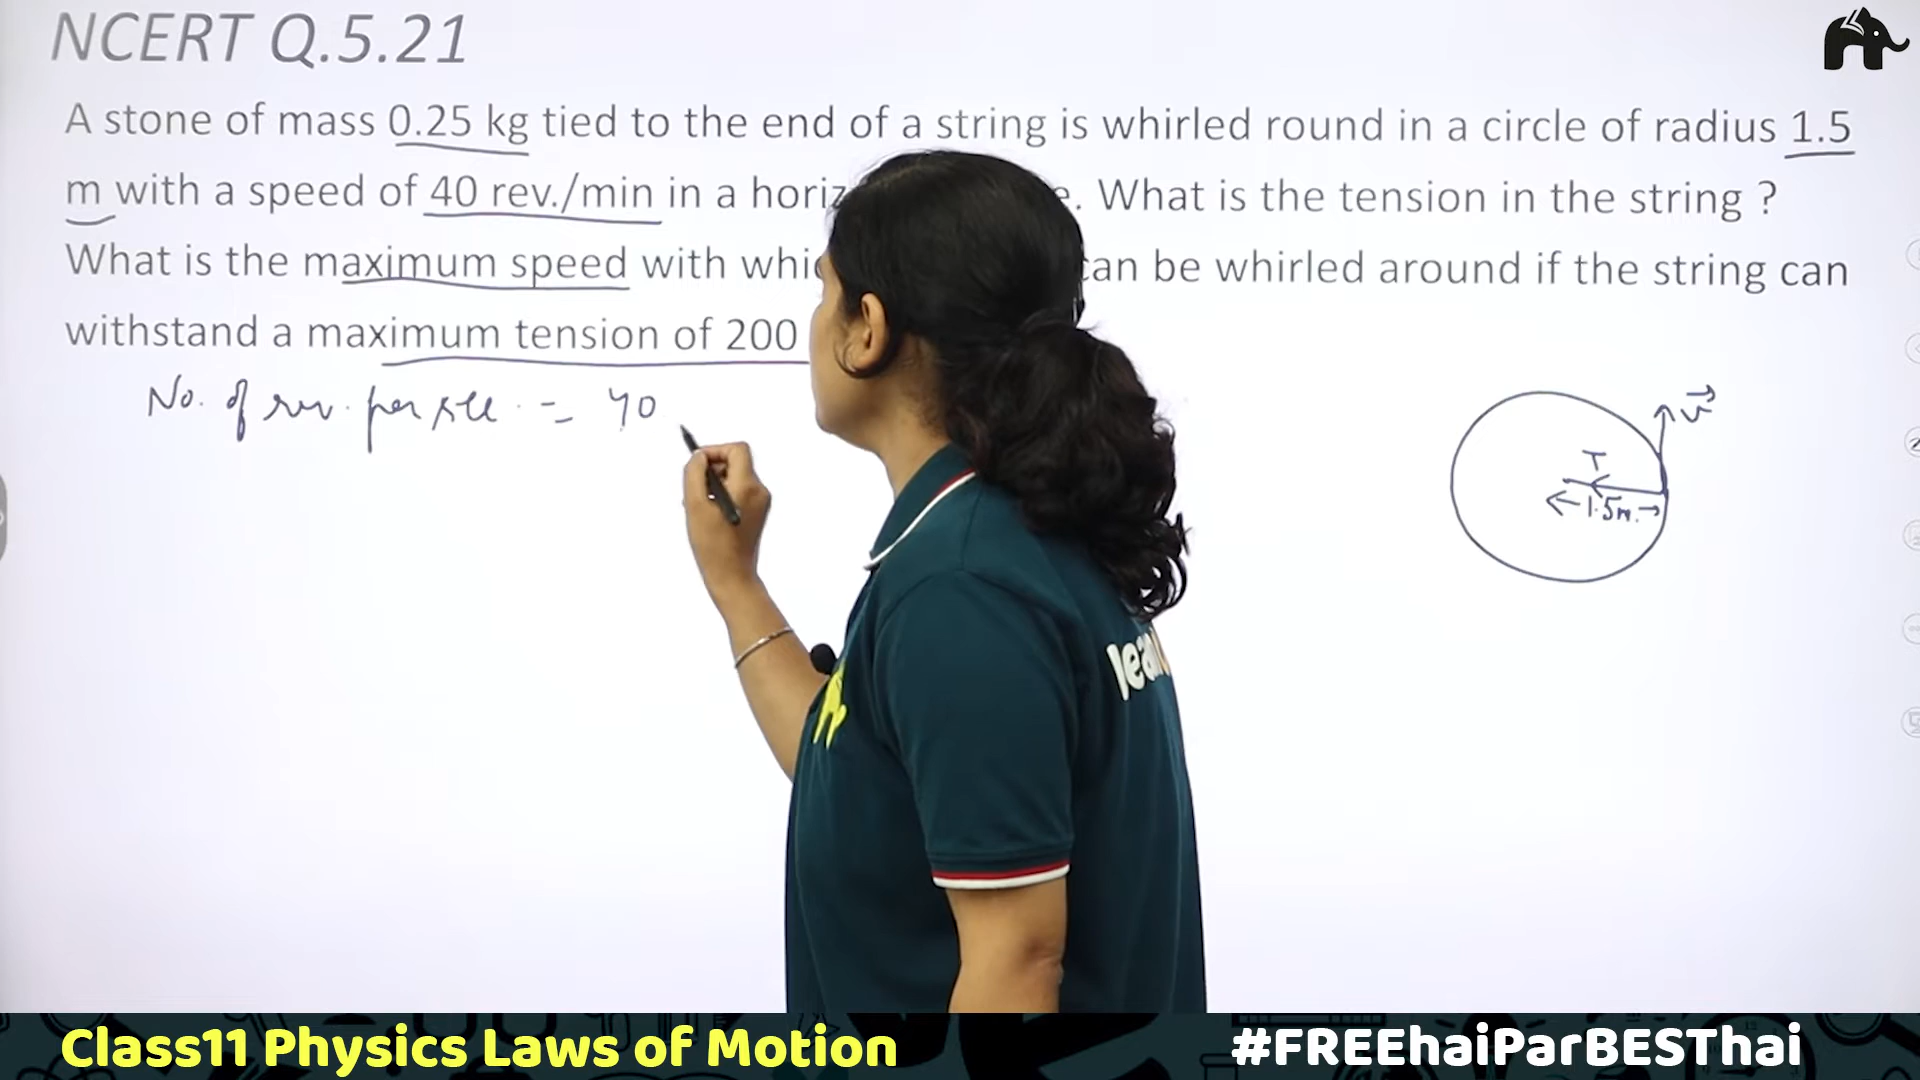 NCERT Q.5.21
A stone of mass 0.25 kg tied to the end of a string is whirled round in a circle of radius 1.5
m with a speed of 40 rev./min in a horiz . What is the tension in the string ?
What is the maximum speed with whic can be whirled around if the string can
withstand a maximum tension of 200
No. of rev. per sec. = 40
v
T
1.5m.
lea
Class11 Physics Laws of Motion
#FREEhaiParBESThai